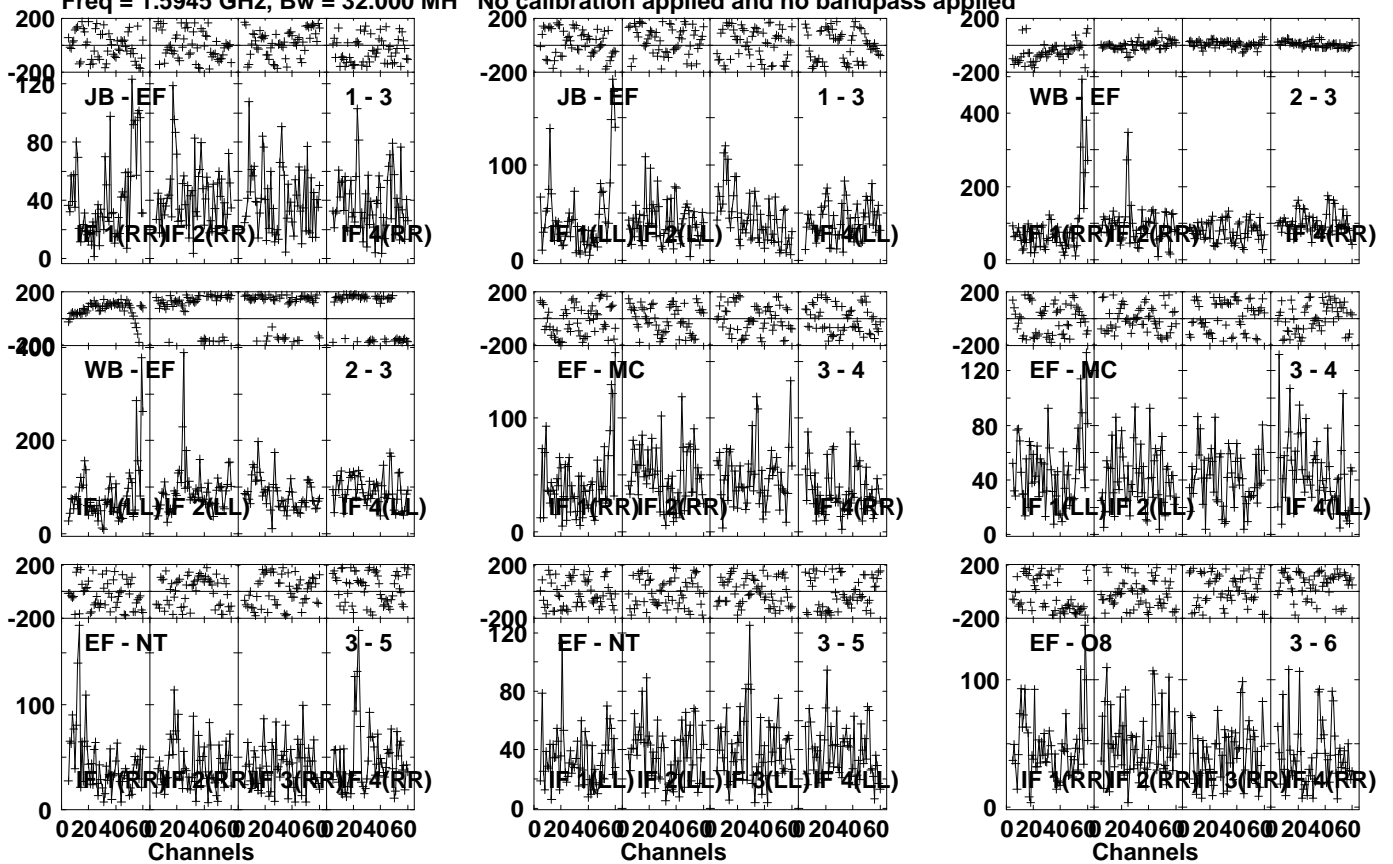 Freq = 1.5945 GHz, Bw = 32.000 MH No calibration applied and no bandpass applied
200
-200
120
80
40
0
JB - EF 1 - 3
IF 1(RR) IF 2(RR) IF 4(RR)
200
-200
100
0
JB - EF 1 - 3
IF 1(LL) IF 2(LL) IF 4(LL)
200
-200
400
200
0
WB - EF 2 - 3
IF 1(RR) IF 2(RR) IF 4(RR)
200
-200
400
200
0
WB - EF 2 - 3
IF 1(LL) IF 2(LL) IF 4(LL)
200
-200
100
0
EF - MC 3 - 4
IF 1(RR) IF 2(RR) IF 4(RR)
200
-200
120
80
40
0
EF - MC 3 - 4
IF 1(LL) IF 2(LL) IF 4(LL)
200
-200
100
0
EF - NT 3 - 5
IF 1(RR) IF 2(RR) IF 3(RR) IF 4(RR)
0 20 40 60 0 20 40 60 0 20 40 60 0 20 40 60
Channels
200
-200
120
80
40
0
EF - NT 3 - 5
IF 1(LL) IF 2(LL) IF 3(LL) IF 4(LL)
0 20 40 60 0 20 40 60 0 20 40 60 0 20 40 60
Channels
200
-200
100
0
EF - O8 3 - 6
IF 1(RR) IF 2(RR) IF 3(RR) IF 4(RR)
0 20 40 60 0 20 40 60 0 20 40 60 0 20 40 60
Channels